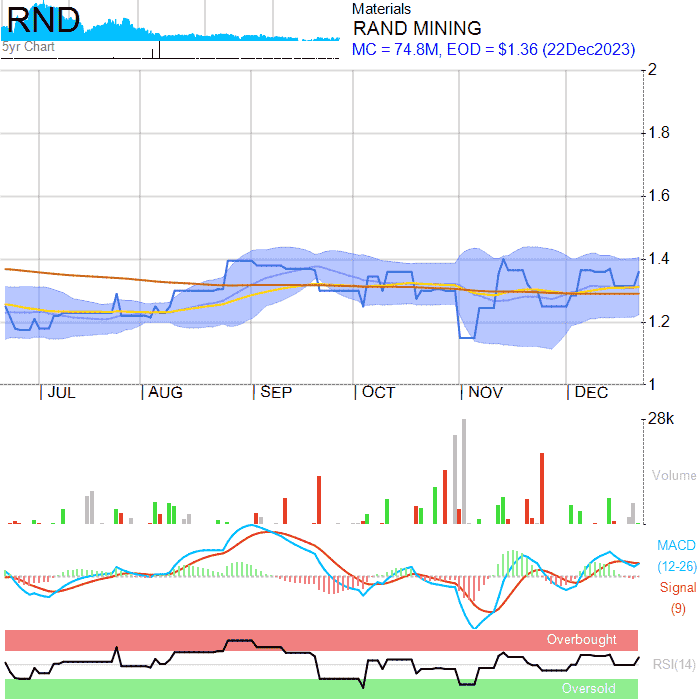 RND
5yr Chart
Materials
RAND MINING
MC = 74.8M, EOD = $1.36 (22Dec2023)
2
1.8
1.6
1.4
1.2
1
JUL AUG SEP OCT NOV DEC
28k
Volume
MACD
(12-26)
Signal
(9)
Overbought
RSI(14)
Oversold